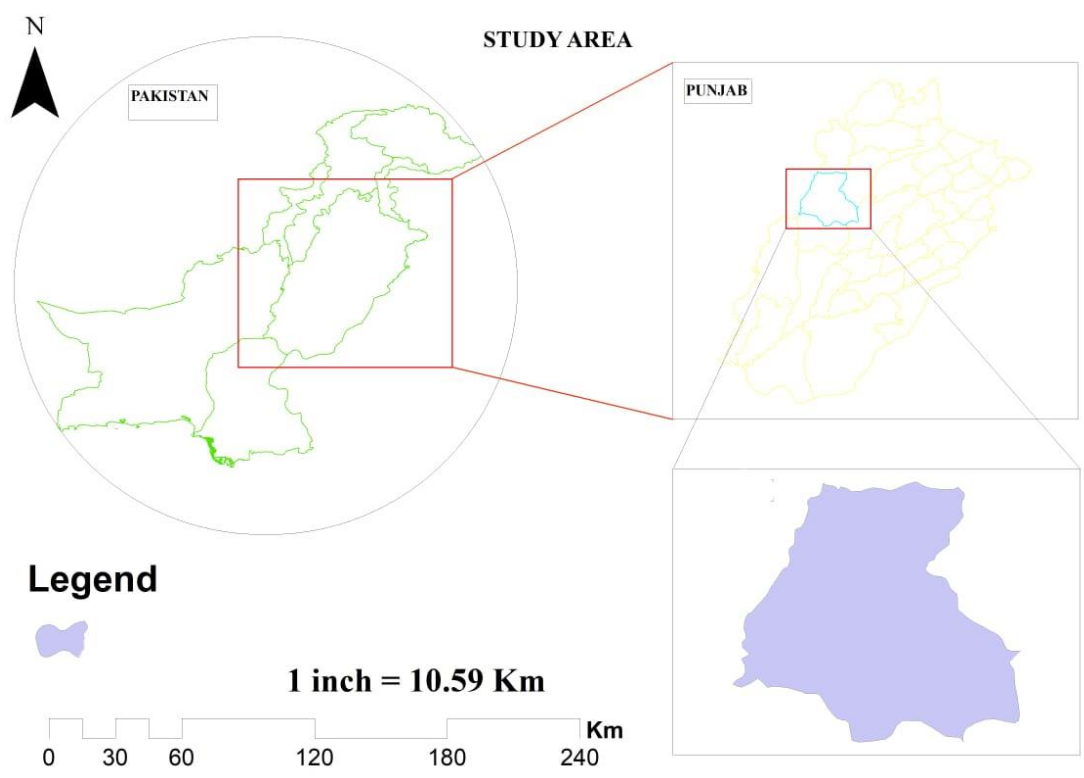 N
STUDY AREA
PAKISTAN
PUNJAB
Legend
1 inch = 10.59 Km
Km
0 30 60 120 180 240